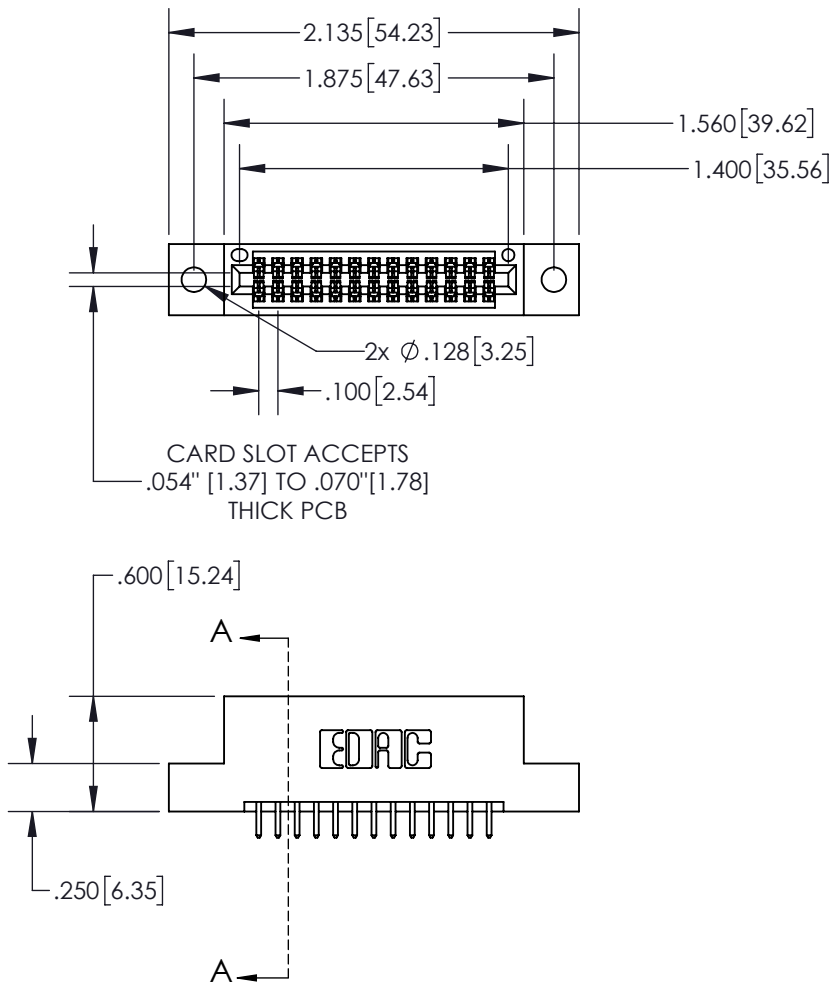 2.135[54.23]
1.875[47.63]
1.560[39.62]
1.400[35.56]
2x Ø.128[3.25]
.100[2.54]
CARD SLOT ACCEPTS
.054" [1.37] TO .070"[1.78]
THICK PCB
.600[15.24]
A
EDAC
.250[6.35]
A